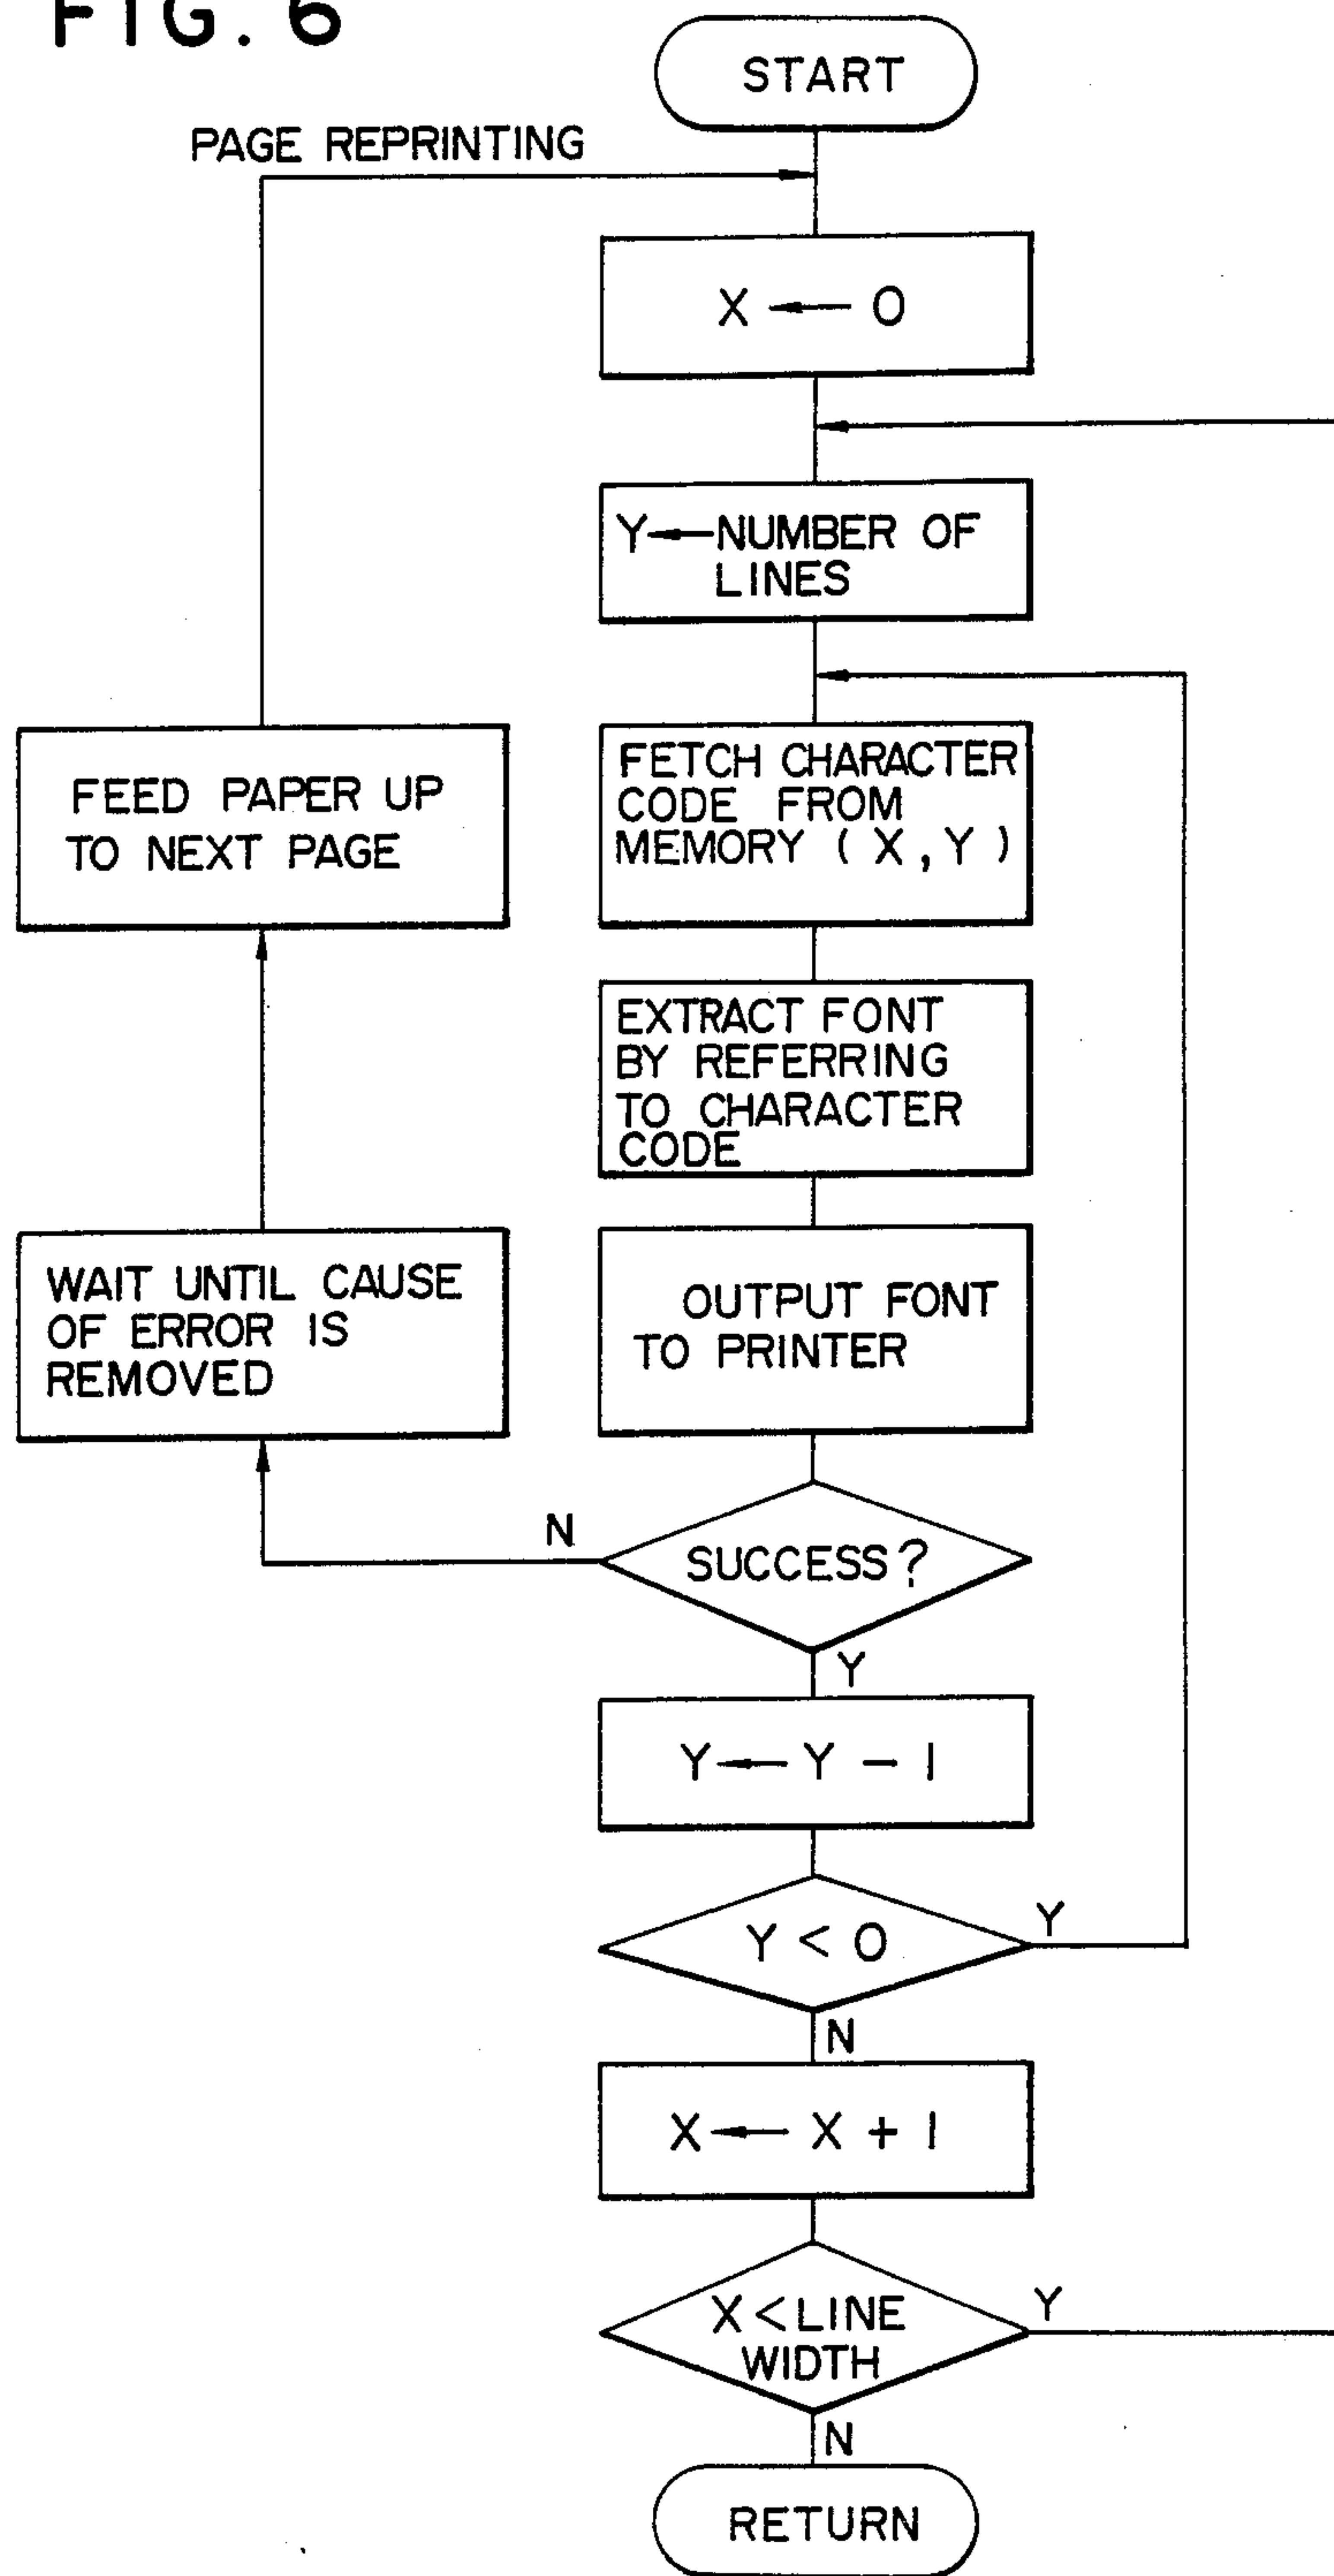 FIG. 6
START
PAGE REPRINTING
X ← 0
Y ← NUMBER OF
LINES
FETCH CHARACTER
CODE FROM
MEMORY ( X , Y )
FEED PAPER UP
TO NEXT PAGE
EXTRACT FONT
BY REFERRING
TO CHARACTER
CODE
WAIT UNTIL CAUSE
OF ERROR IS
REMOVED
OUTPUT FONT
TO PRINTER
N
SUCCESS ?
Y
Y ← Y - 1
Y < 0
Y
N
X ← X + 1
Y
X < LINE
WIDTH
N
RETURN